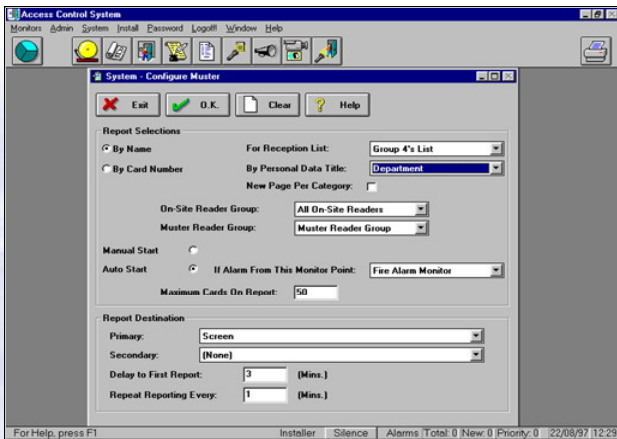 Access Control System
Monitors Admin System Install Password Logoff! Window Help
System - Configure Muster
Exit O.K. Clear Help
Report Selections
By Name For Reception List: Group 4's List
By Card Number By Personal Data Title: Department
New Page Per Category:
On-Site Reader Group: All On-Site Readers
Muster Reader Group: Muster Reader Group
Manual Start
Auto Start If Alarm From This Monitor Point: Fire Alarm Monitor
Maximum Cards On Report: 50
Report Destination
Primary: Screen
Secondary: (None)
Delay to First Report: 3 (Mins.)
Repeat Reporting Every: 1 (Mins.)
For Help, press F1 Installer Silence Alarms Total: 0 New: 0 Priority: 0 22/08/97 12:29